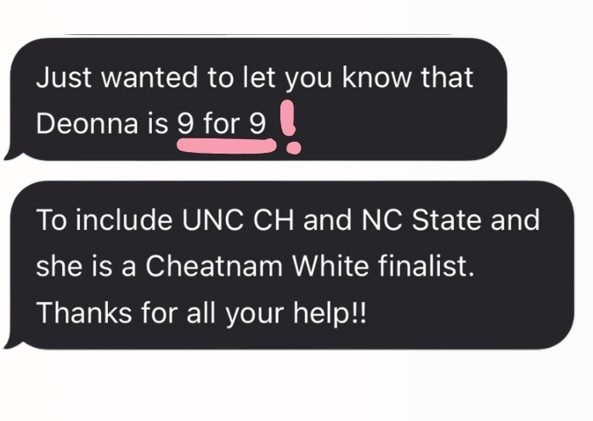 Just wanted to let you know that
Deonna is 9 for 9 !
To include UNC CH and NC State and
she is a Cheatnam White finalist.
Thanks for all your help!!